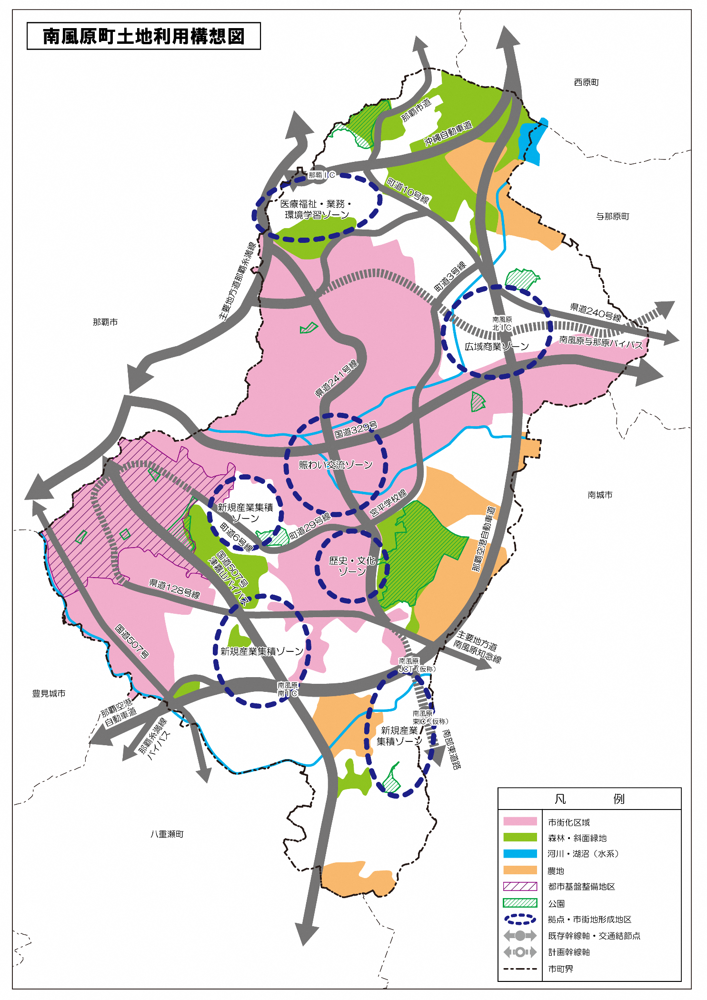 南風原町土地利用構想図
西原町
那覇市道
沖縄自動車道
那覇IC
町道10号線
医療福祉・業務・
環境学習ゾーン
与那原町
主要地方道那覇糸満線
町道3号線
那覇市
県道240号線
南風原
北IC
南風原与那原バイパス
広域商業ゾーン
県道241号線
国道329号
賑わい交流ゾーン
南城市
新規産業集積
ゾーン
宮平学校線
町道29号線
町道6号線
那覇空港自動車道
国道507号
津嘉山バイパス
歴史・文化
ゾーン
県道128号線
国道507号
主要地方道
南風原知念線
新規産業集積ゾーン
南風原
JCT（仮称）
南風原
南IC
豊見城市
那覇空港
自動車道
那覇糸満線
バイパス
南風原
東IC（仮称）
新規産業
集積ゾーン
南部東道路
八重瀬町
凡例
市街化区域
森林・斜面緑地
河川・湖沼（水系）
農地
都市基盤整備地区
公園
拠点・市街地形成地区
既存幹線軸・交通結節点
計画幹線軸
市町界